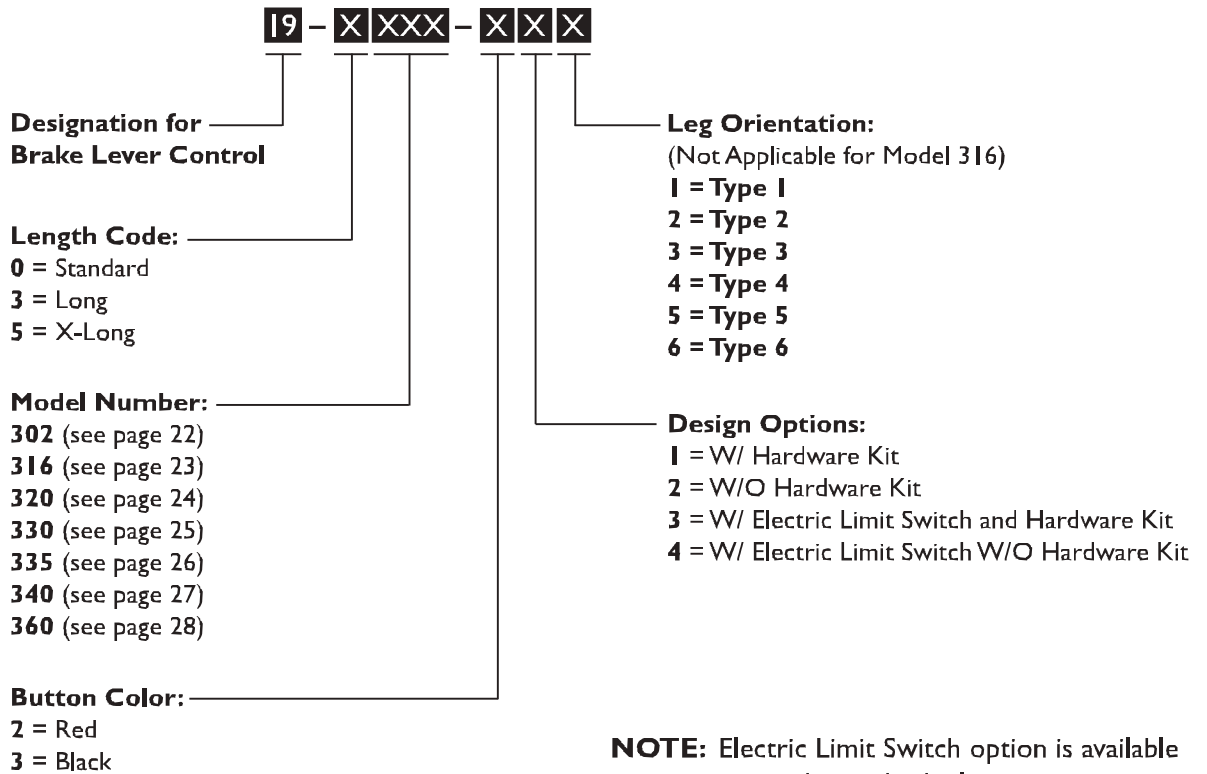 19 – X XXX – X X X
Designation for
Brake Lever Control
Length Code:
0 = Standard
3 = Long
5 = X-Long
Model Number:
302 (see page 22)
316 (see page 23)
320 (see page 24)
330 (see page 25)
335 (see page 26)
340 (see page 27)
360 (see page 28)
Button Color:
2 = Red
3 = Black
Leg Orientation:
(Not Applicable for Model 316)
1 = Type 1
2 = Type 2
3 = Type 3
4 = Type 4
5 = Type 5
6 = Type 6
Design Options:
1 = W/ Hardware Kit
2 = W/O Hardware Kit
3 = W/ Electric Limit Switch and Hardware Kit
4 = W/ Electric Limit Switch W/O Hardware Kit
NOTE: Electric Limit Switch option is available